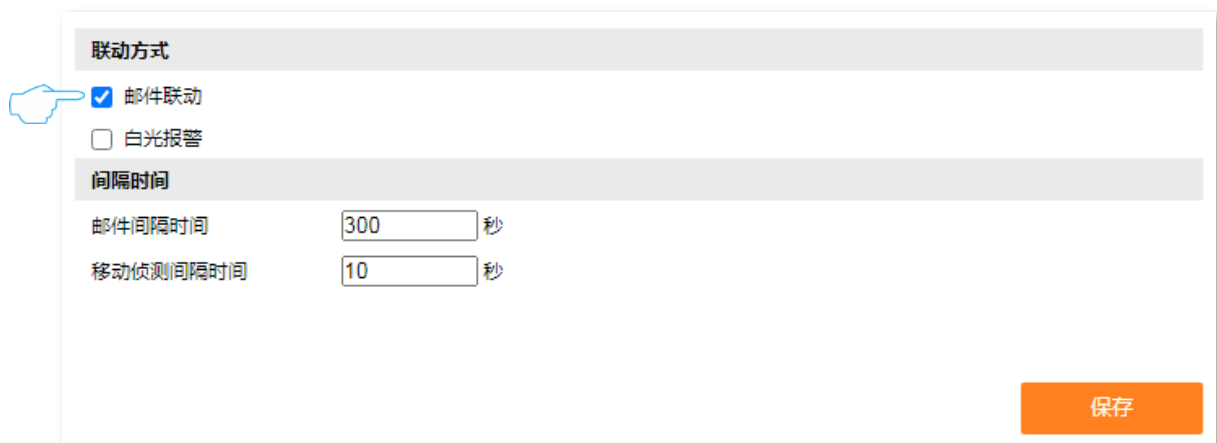 联动方式
邮件联动
白光报警
间隔时间
邮件间隔时间 300 秒
移动侦测间隔时间 10 秒
保存